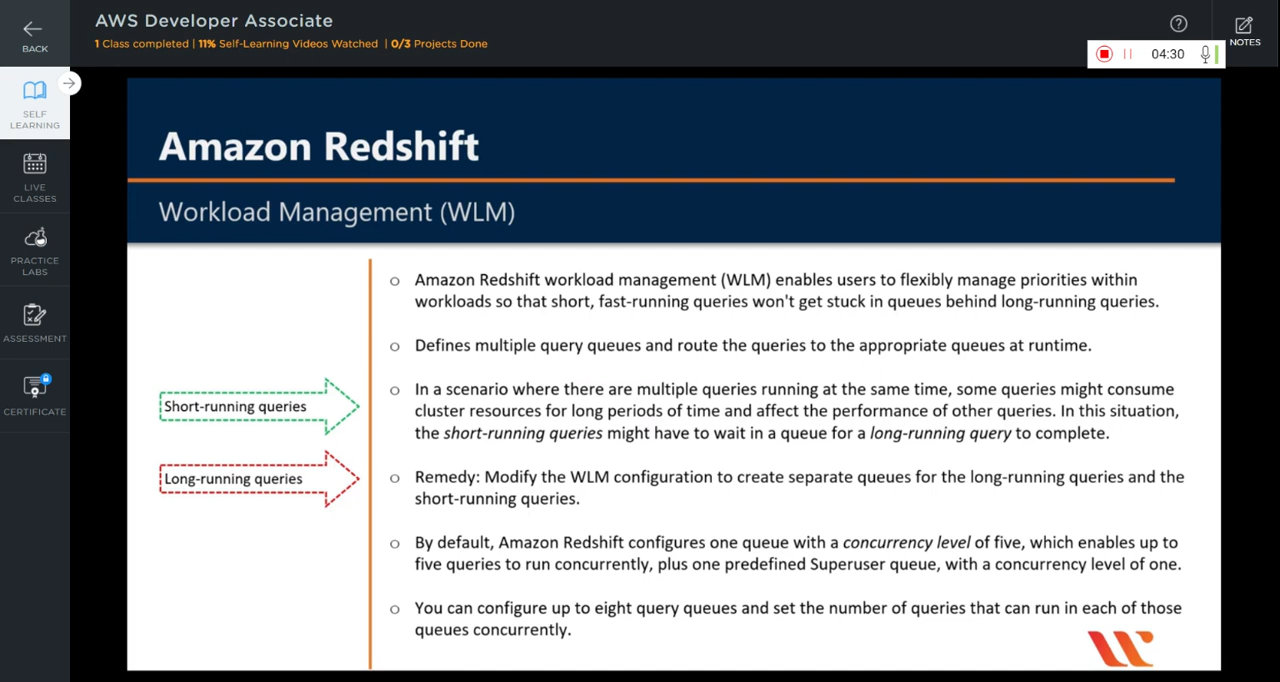 AWS Developer Associate
1 Class completed | 11% Self-Learning Videos Watched | 0/3 Projects Done
BACK
NOTES
04:30
SELF
LEARNING
LIVE
CLASSES
PRACTICE
LABS
ASSESSMENT
CERTIFICATE
Amazon Redshift
Workload Management (WLM)
Short-running queries
Long-running queries
o Amazon Redshift workload management (WLM) enables users to flexibly manage priorities within
workloads so that short, fast-running queries won't get stuck in queues behind long-running queries.
o Defines multiple query queues and route the queries to the appropriate queues at runtime.
o In a scenario where there are multiple queries running at the same time, some queries might consume
cluster resources for long periods of time and affect the performance of other queries. In this situation,
the short-running queries might have to wait in a queue for a long-running query to complete.
o Remedy: Modify the WLM configuration to create separate queues for the long-running queries and the
short-running queries.
o By default, Amazon Redshift configures one queue with a concurrency level of five, which enables up to
five queries to run concurrently, plus one predefined Superuser queue, with a concurrency level of one.
o You can configure up to eight query queues and set the number of queries that can run in each of those
queues concurrently.